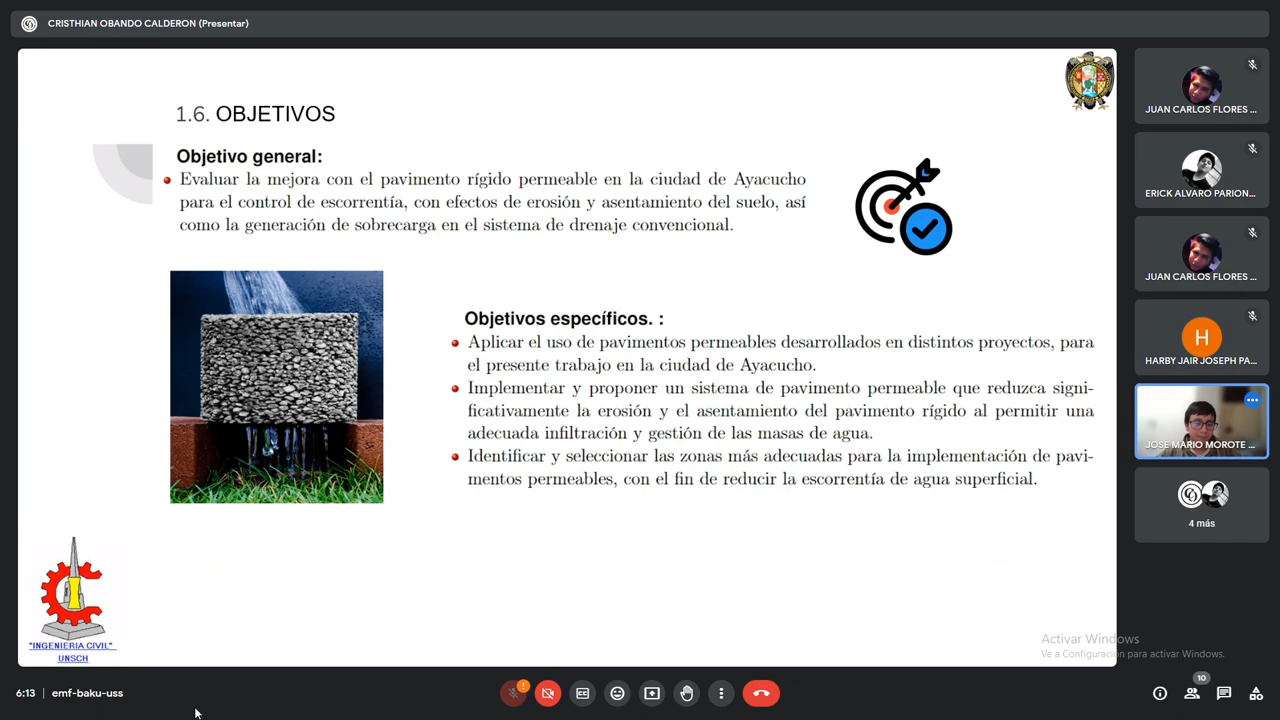 CRISTHIAN OBANDO CALDERON (Presentar)
1.6. OBJETIVOS
Objetivo general:
Evaluar la mejora con el pavimento rígido permeable en la ciudad de Ayacucho
para el control de escorrentía, con efectos de erosión y asentamiento del suelo, así
como la generación de sobrecarga en el sistema de drenaje convencional.
Objetivos específicos. :
Aplicar el uso de pavimentos permeables desarrollados en distintos proyectos, para
el presente trabajo en la ciudad de Ayacucho.
Implementar y proponer un sistema de pavimento permeable que reduzca signi-
ficativamente la erosión y el asentamiento del pavimento rígido al permitir una
adecuada infiltración y gestión de las masas de agua.
Identificar y seleccionar las zonas más adecuadas para la implementación de pavi-
mentos permeables, con el fin de reducir la escorrentía de agua superficial.
"INGENIERIA CIVIL"
UNSCH
JUAN CARLOS FLORES ...
ERICK ALVARO PARION...
JUAN CARLOS FLORES ...
H
HARBY JAIR JOSEPH PA...
JOSE MARIO MOROTE ...
4 más
Activar Windows
Ve a Configuración para activar Windows.
6:13 | emf-baku-uss
10